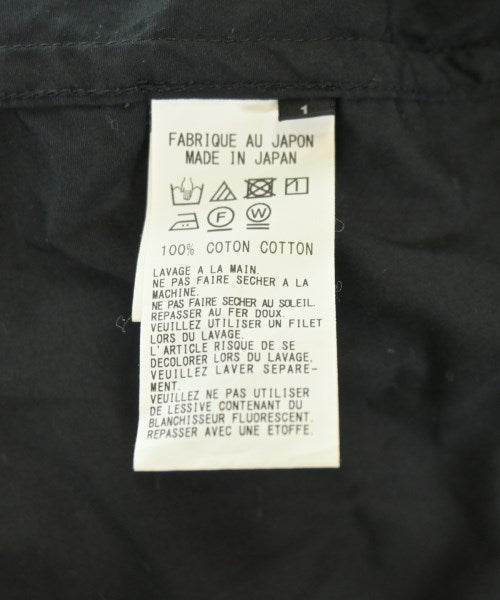 1
FABRIQUE AU JAPON
MADE IN JAPAN
F W
100% COTON COTTON
LAVAGE A LA MAIN.
NE PAS FAIRE SECHER A LA
MACHINE.
NE PAS FAIRE SECHER AU SOLEIL.
REPASSER AU FER DOUX.
VEUILLEZ UTILISER UN FILET
LORS DU LAVAGE.
L'ARTICLE RISQUE DE SE
DECOLORER LORS DU LAVAGE.
VEUILLEZ LAVER SEPARE-
MENT.
VEUILLEZ NE PAS UTILISER
DE LESSIVE CONTENANT DU
BLANCHISSEUR FLUORESCENT.
REPASSER AVEC UNE ETOFFE.